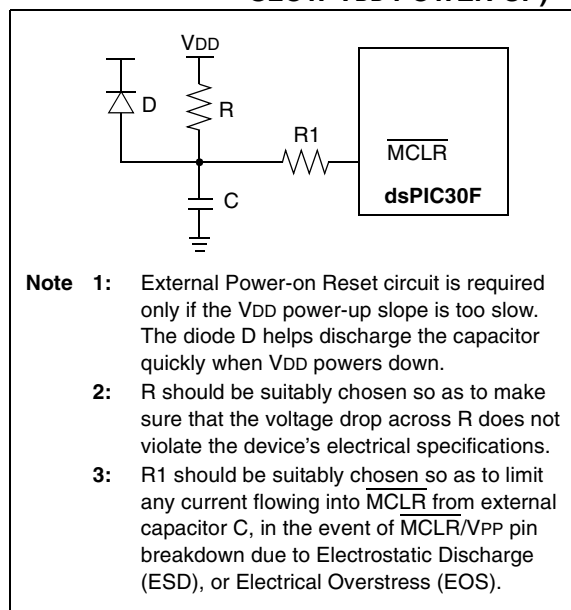 VDD
D
R
R1
MCLR
dsPIC30F
C
Note 1: External Power-on Reset circuit is required
only if the VDD power-up slope is too slow.
The diode D helps discharge the capacitor
quickly when VDD powers down.
2: R should be suitably chosen so as to make
sure that the voltage drop across R does not
violate the device's electrical specifications.
3: R1 should be suitably chosen so as to limit
any current flowing into MCLR from external
capacitor C, in the event of MCLR/VPP pin
breakdown due to Electrostatic Discharge
(ESD), or Electrical Overstress (EOS).